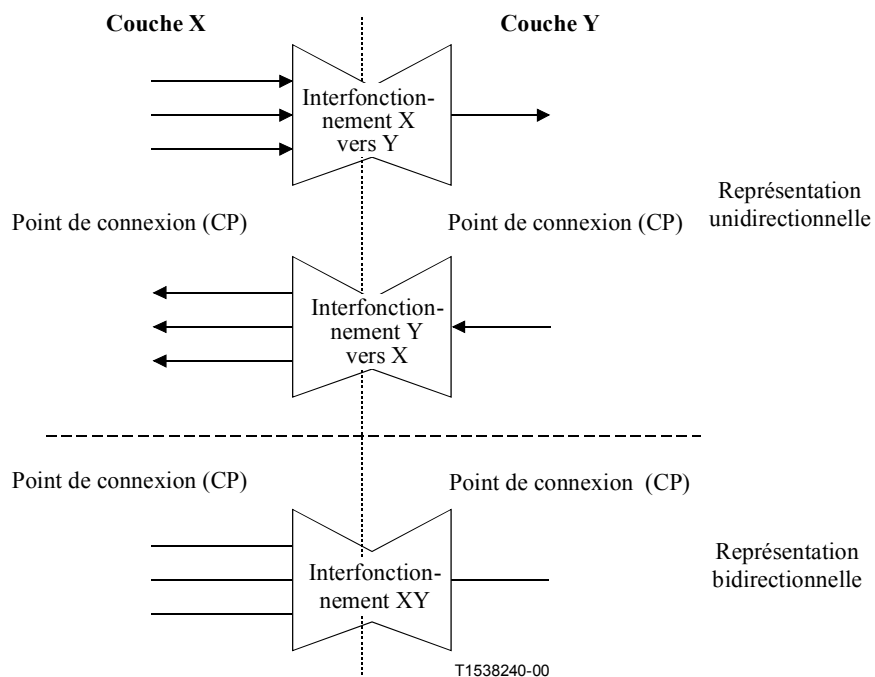 Couche X
Couche Y
Interfonction-
nement X
vers Y
Représentation
unidirectionnelle
Point de connexion (CP)
Point de connexion (CP)
Interfonction-
nement Y
vers X
Point de connexion (CP)
Point de connexion (CP)
Interfonction-
nement XY
Représentation
bidirectionnelle
T1538240-00